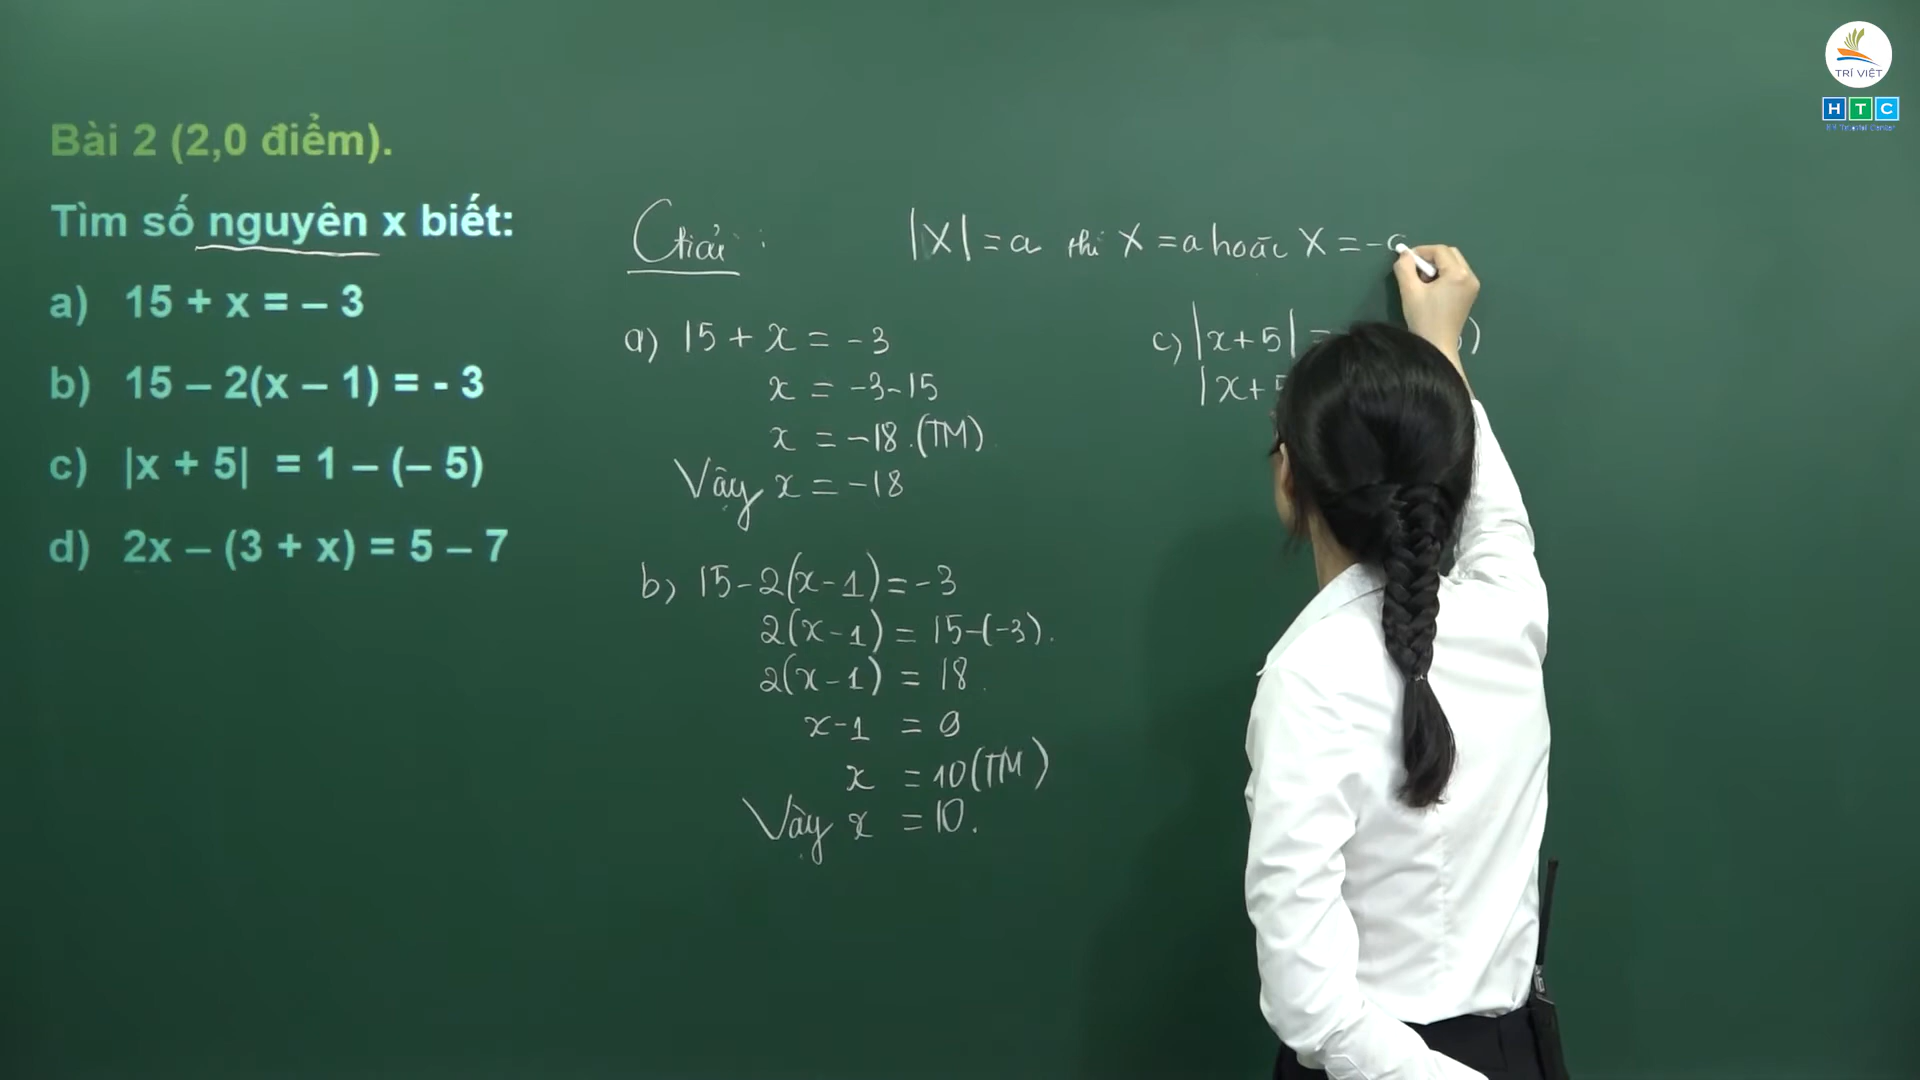 TRÍ VIỆT
HTC
Bài 2 (2,0 điểm).
Tìm số nguyên x biết:
a) 15 + x = – 3
b) 15 – 2(x – 1) = - 3
c) |x + 5| = 1 – (– 5)
d) 2x – (3 + x) = 5 – 7
Giải :
|X| = a thì X = a hoặc X = -
a) 15 + x = -3
x = -3-15
x = -18.(TM)
Vậy x = -18
b) 15-2(x-1) = -3
2(x-1) = 15-(-3).
2(x-1) = 18.
x-1 = 9
x = 10 (TM)
Vậy x = 10.
c) |x+5| =
|x+